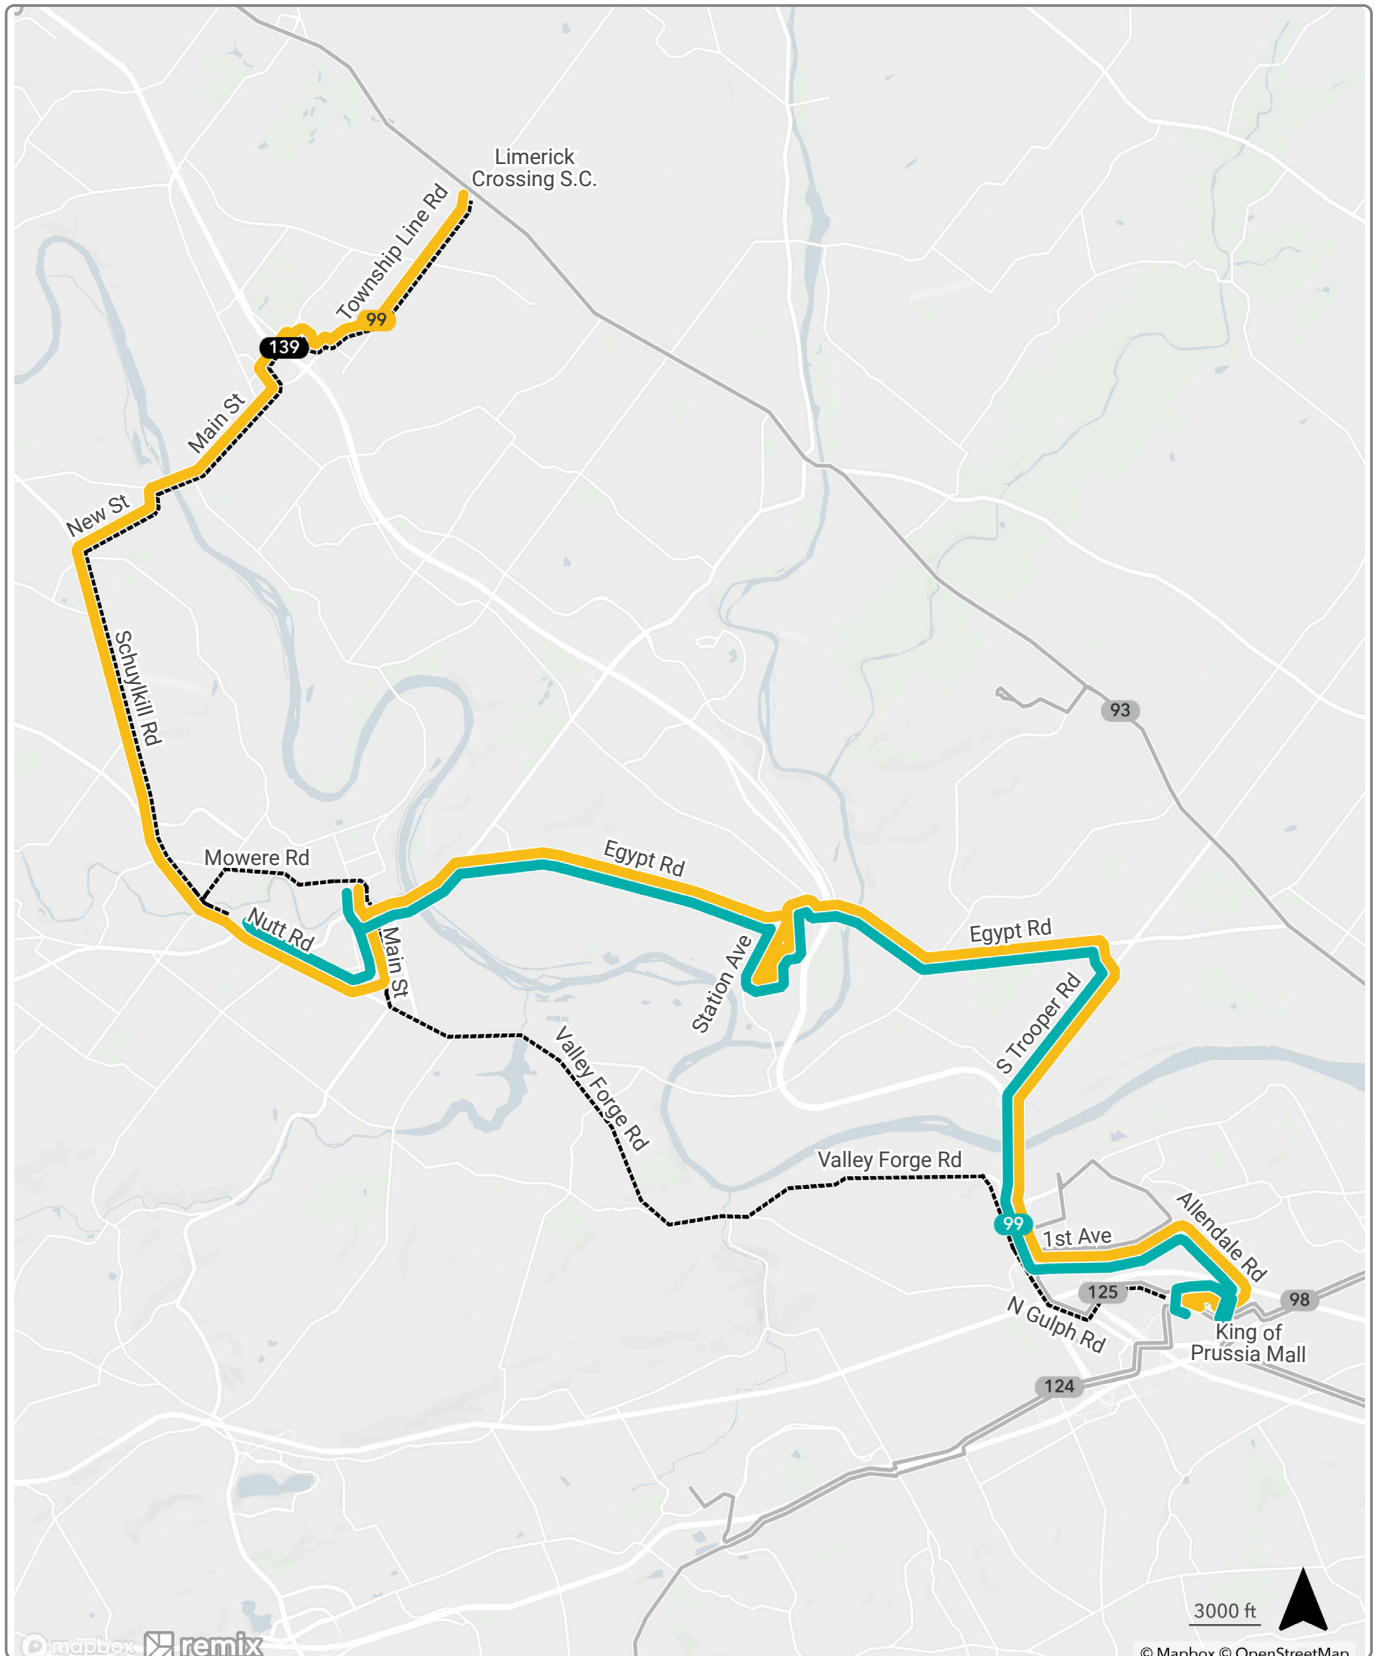 Limerick
Crossing S.C.
Township Line Rd
99
139
Main St
New St
Schuylkill Rd
93
Mowere Rd
Egypt Rd
Nutt Rd
Main St
Station Ave
Egypt Rd
S Trooper Rd
Valley Forge Rd
Valley Forge Rd
Allendale Rd
99
1st Ave
125
98
N Gulph Rd
King of
Prussia Mall
124
3000 ft
mapbox remix
© Mapbox © OpenStreetMap